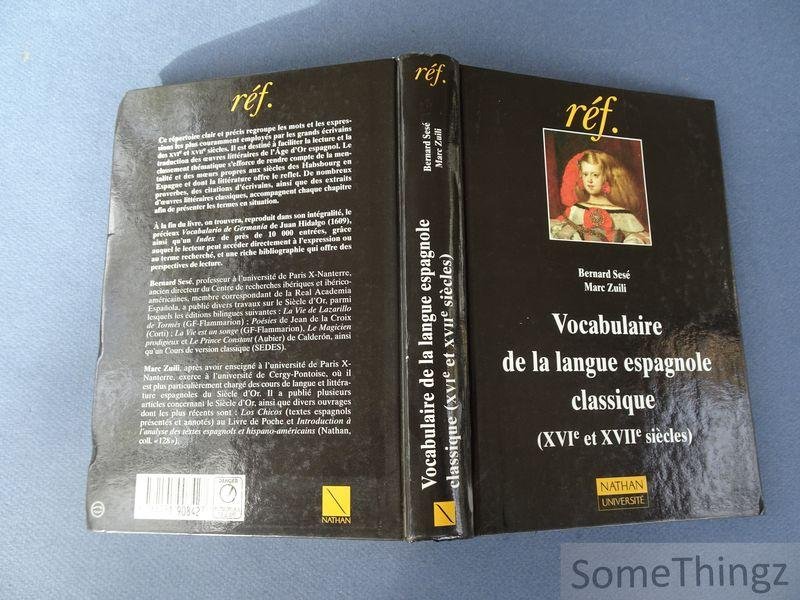 réf.
Ce répertoire clair et précis regroupe les mots et les expres-
sions les plus couramment employés par les grands écrivains
des XVIe et XVIIe siècles. Il est destiné à faciliter la lecture et la
traduction des œuvres littéraires de l'Âge d'Or espagnol. Le
classement thématique s'efforce de rendre compte de la men-
talité et des mœurs propres aux siècles des Habsbourg en
Espagne et dont la littérature offre le reflet. De nombreux
proverbes, des citations d'écrivains, ainsi que des extraits
d'œuvres littéraires classiques, accompagnent chaque chapitre
afin de présenter les termes en situation.
À la fin du livre, on trouvera, reproduit dans son intégralité, le
précieux Vocabulario de Germanía de Juan Hidalgo (1609),
ainsi qu'un Index de près de 10 000 entrées, grâce
auquel le lecteur peut accéder directement à l'expression ou
au terme recherché, et une riche bibliographie qui offre des
perspectives de lecture.
Bernard Sesé, professeur à l'université de Paris X-Nanterre,
ancien directeur du Centre de recherches ibériques et ibérico-
américaines, membre correspondant de la Real Academia
Española, a publié divers travaux sur le Siècle d'Or, parmi
lesquels les éditions bilingues suivantes : La Vie de Lazarillo
de Tormès (GF-Flammarion) ; Poésies de Jean de la Croix
(Corti) ; La Vie est un songe (GF-Flammarion), Le Magicien
prodigieux et Le Prince Constant (Aubier) de Calderón, ainsi
qu'un Cours de version classique (SEDES).
Marc Zuili, après avoir enseigné à l'université de Paris X-
Nanterre, exerce à l'université de Cergy-Pontoise, où il
est plus particulièrement chargé des cours de langue et littéra-
ture espagnoles du Siècle d'Or. Il a publié plusieurs
articles concernant le Siècle d'Or, ainsi que divers ouvrages
dont les plus récents sont : Los Chicos (textes espagnols
présentés et annotés) au Livre de Poche et Introduction à
l'analyse des textes espagnols et hispano-américains (Nathan,
coll. « 128 »).
DANGER
NATHAN
réf.
Bernard Sesé
Marc Zuili
Vocabulaire de la langue espagnole
classique (XVIe et XVIIe siècles)
réf.
Bernard Sesé
Marc Zuili
Vocabulaire
de la langue espagnole
classique
(XVIe et XVIIe siècles)
NATHAN
UNIVERSITÉ
SomeThingz